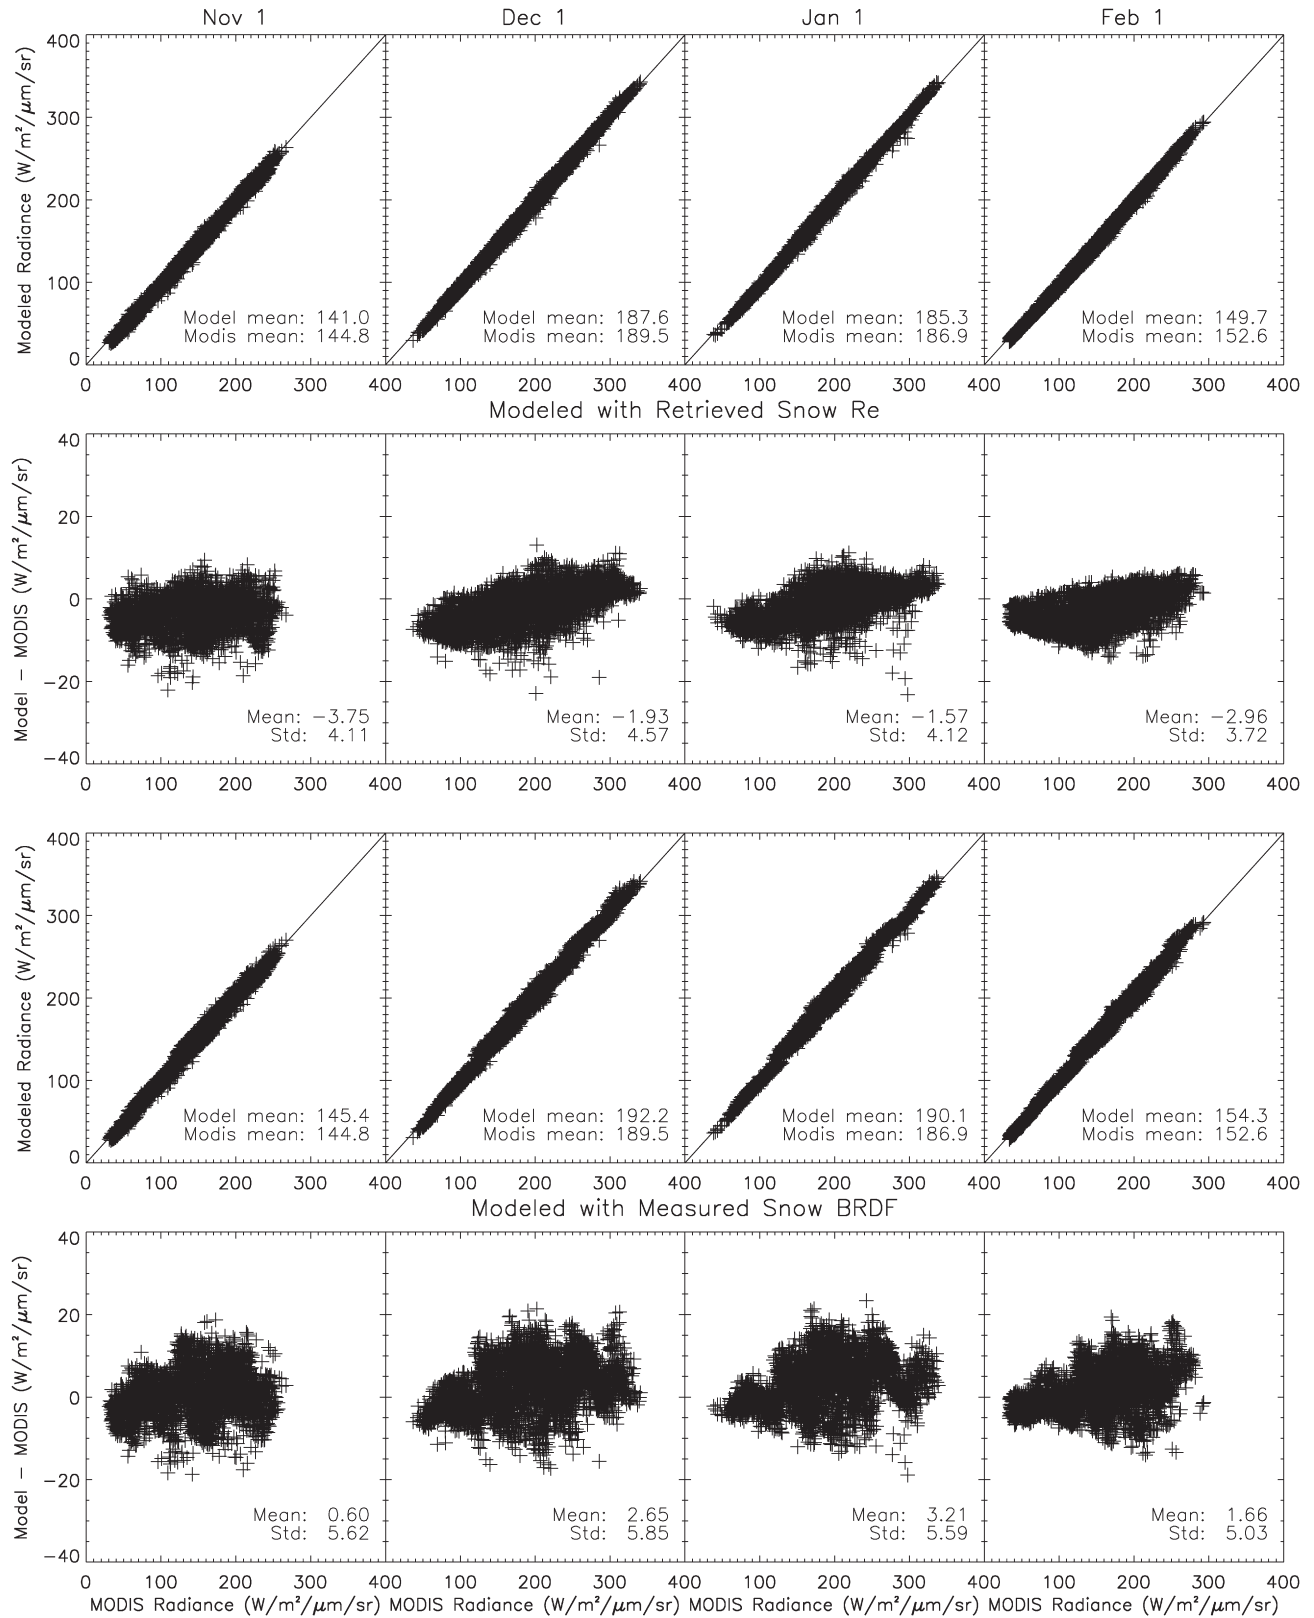 Nov 1 Dec 1 Jan 1 Feb 1
400
300
200
100
0
Modeled Radiance (W/m²/μm/sr)
Model mean: 141.0 Model mean: 187.6 Model mean: 185.3 Model mean: 149.7
Modis mean: 144.8 Modis mean: 189.5 Modis mean: 186.9 Modis mean: 152.6
0 100 200 300 400 100 200 300 400 100 200 300 400 100 200 300 400
Modeled with Retrieved Snow Re
40
20
0
−20
−40
Model − MODIS (W/m²/μm/sr)
Mean: −3.75 Mean: −1.93 Mean: −1.57 Mean: −2.96
Std: 4.11 Std: 4.57 Std: 4.12 Std: 3.72
0 100 200 300 400 100 200 300 400 100 200 300 400 100 200 300 400
400
300
200
100
0
Modeled Radiance (W/m²/μm/sr)
Model mean: 145.4 Model mean: 192.2 Model mean: 190.1 Model mean: 154.3
Modis mean: 144.8 Modis mean: 189.5 Modis mean: 186.9 Modis mean: 152.6
0 100 200 300 400 100 200 300 400 100 200 300 400 100 200 300 400
Modeled with Measured Snow BRDF
40
20
0
−20
−40
Model − MODIS (W/m²/μm/sr)
Mean: 0.60 Mean: 2.65 Mean: 3.21 Mean: 1.66
Std: 5.62 Std: 5.85 Std: 5.59 Std: 5.03
0 100 200 300 400 100 200 300 400 100 200 300 400 100 200 300 400
MODIS Radiance (W/m²/μm/sr) MODIS Radiance (W/m²/μm/sr) MODIS Radiance (W/m²/μm/sr) MODIS Radiance (W/m²/μm/sr)